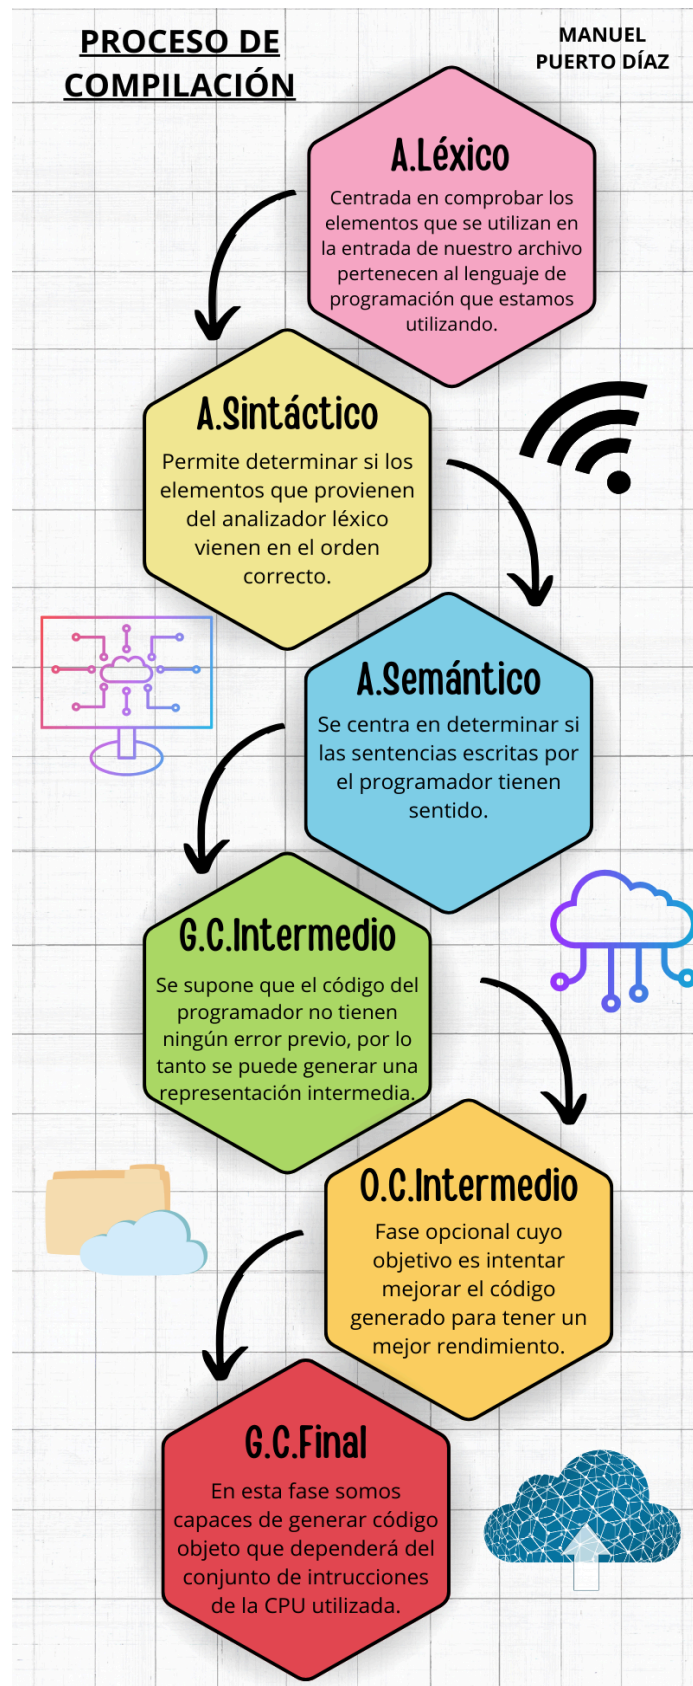 PROCESO DE
COMPILACIÓN
MANUEL
PUERTO DÍAZ
A.Léxico
Centrada en comprobar los
elementos que se utilizan en
la entrada de nuestro archivo
pertenecen al lenguaje de
programación que estamos
utilizando.
A.Sintáctico
Permite determinar si los
elementos que provienen
del analizador léxico
vienen en el orden
correcto.
A.Semántico
Se centra en determinar si
las sentencias escritas por
el programador tienen
sentido.
G.C.Intermedio
Se supone que el código del
programador no tienen
ningún error previo, por lo
tanto se puede generar una
representación intermedia.
O.C.Intermedio
Fase opcional cuyo
objetivo es intentar
mejorar el código
generado para tener un
mejor rendimiento.
G.C.Final
En esta fase somos
capaces de generar código
objeto que dependerá del
conjunto de intrucciones
de la CPU utilizada.